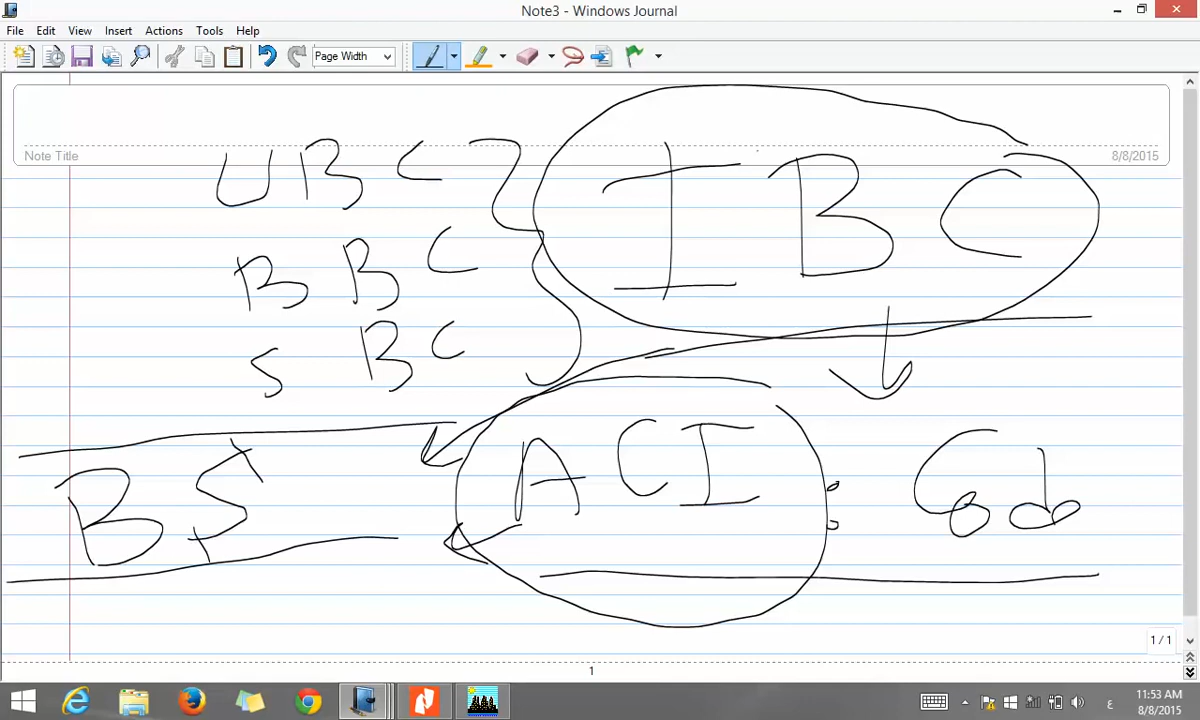 Note3 - Windows Journal
File Edit View Insert Actions Tools Help
Page Width
Note Title
8/8/2015
UBC
IBC
BBC
SBC
BS
ACI : Code
1 / 1
1
ع
11:53 AM
8/8/2015